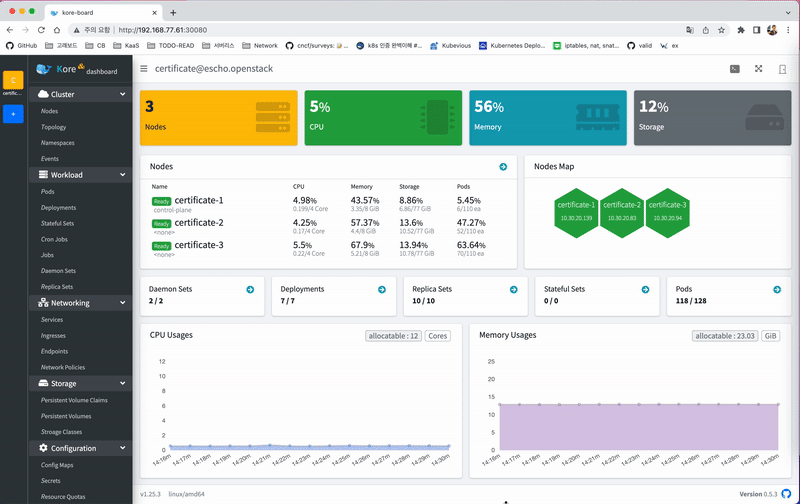 kore-board
주의 요함 | http://192.168.77.61:30080
GitHub 고래보드 CB KaaS TODO-READ 서버리스 Network cncf/surveys: k8s 인증 완벽이해 #... Kubevious Kubernetes Deplo... iptables, nat, snat... valid ex
C
certific...
+
Kore & dashboard
Cluster
Nodes
Topology
Namespaces
Events
Workload
Pods
Deployments
Stateful Sets
Cron Jobs
Jobs
Daemon Sets
Replica Sets
Networking
Services
Ingresses
Endpoints
Network Policies
Storage
Persistent Volume Claims
Persistent Volumes
Stroage Classes
Configuration
Config Maps
Secrets
Resource Quotas
certificate@escho.openstack
3
Nodes
5%
CPU
56%
Memory
12%
Storage
Nodes
Name CPU Memory Storage Pods
Ready certificate-1 4.98% 43.57% 8.86% 5.45%
control-plane 0.199/4 Core 3.35/8 GiB 6.86/77 GiB 6/110 ea
Ready certificate-2 4.25% 57.37% 13.6% 47.27%
<none> 0.17/4 Core 4.4/8 GiB 10.52/77 GiB 52/110 ea
Ready certificate-3 5.5% 67.9% 13.94% 63.64%
<none> 0.22/4 Core 5.21/8 GiB 10.78/77 GiB 70/110 ea
Nodes Map
certificate-1 certificate-2 certificate-3
10.30.20.139 10.30.20.83 10.30.20.94
Daemon Sets
2 / 2
Deployments
7 / 7
Replica Sets
10 / 10
Stateful Sets
0 / 0
Pods
118 / 128
CPU Usages allocatable : 12 Cores
12
10
8
6
4
2
0
14:16m 14:17m 14:18m 14:19m 14:20m 14:21m 14:22m 14:23m 14:24m 14:25m 14:26m 14:27m 14:28m 14:29m 14:30m
Memory Usages allocatable : 23.03 GiB
25
20
15
10
5
0
14:16m 14:17m 14:18m 14:19m 14:20m 14:21m 14:22m 14:23m 14:24m 14:25m 14:26m 14:27m 14:28m 14:29m 14:30m
v1.25.3 linux/amd64
Version 0.5.3